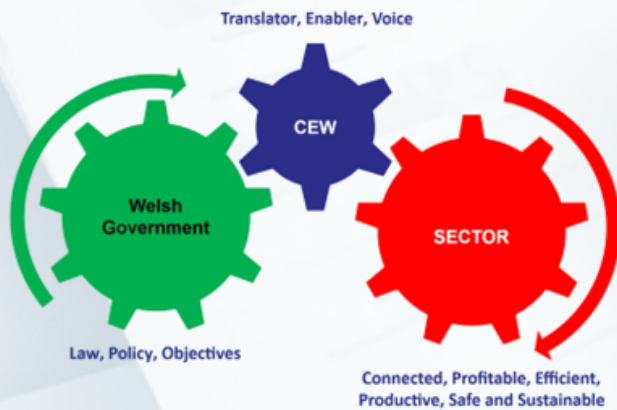 Translator, Enabler, Voice
CEW
Welsh
Government
SECTOR
Law, Policy, Objectives
Connected, Profitable, Efficient,
Productive, Safe and Sustainable